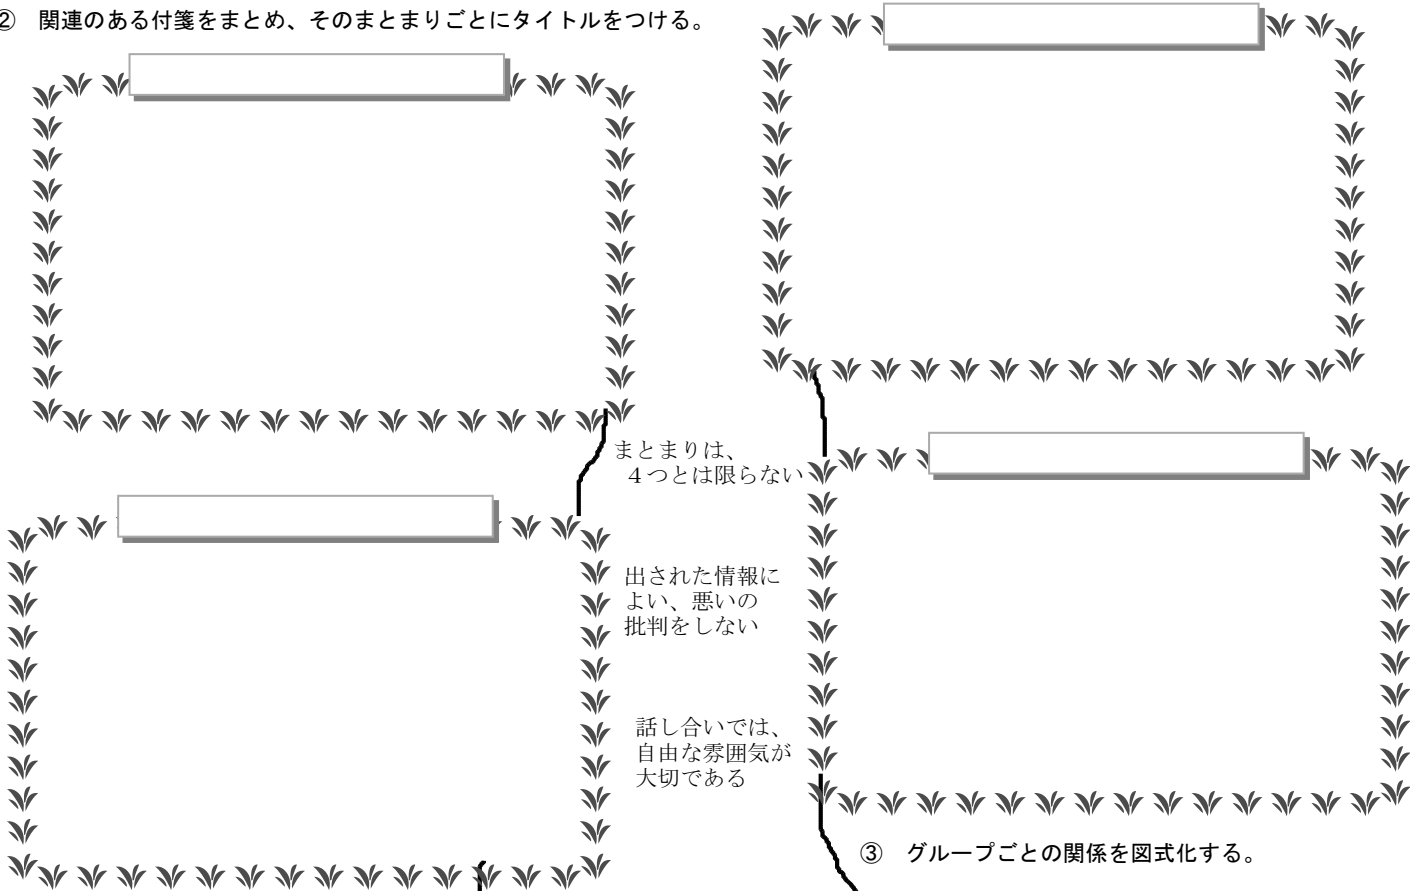 ②　関連のある付箋をまとめ、そのまとまりごとにタイトルをつける。
まとまりは、
４つとは限らない
出された情報に
よい、悪いの
批判をしない
話し合いでは、
自由な雰囲気が
大切である
③　グループごとの関係を図式化する。